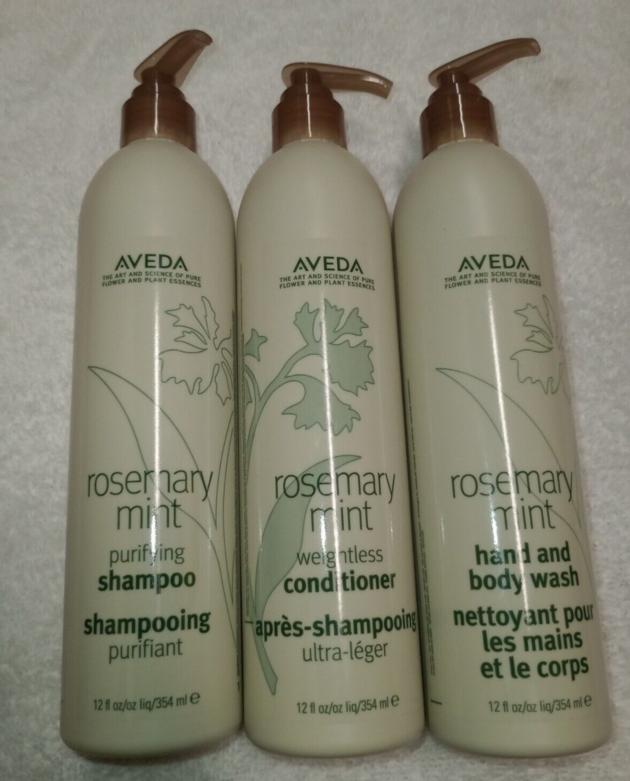 AVEDA
THE ART AND SCIENCE OF PURE
FLOWER AND PLANT ESSENCES
rosemary
mint
purifying
shampoo
shampooing
purifiant
12 fl oz/oz liq/354 ml e
AVEDA
THE ART AND SCIENCE OF PURE
FLOWER AND PLANT ESSENCES
rosemary
mint
weightless
conditioner
après-shampooing
ultra-léger
12 fl oz/oz liq/354 ml e
AVEDA
THE ART AND SCIENCE OF PURE
FLOWER AND PLANT ESSENCES
rosemary
mint
hand and
body wash
nettoyant pour
les mains
et le corps
12 fl oz/oz liq/354 ml e